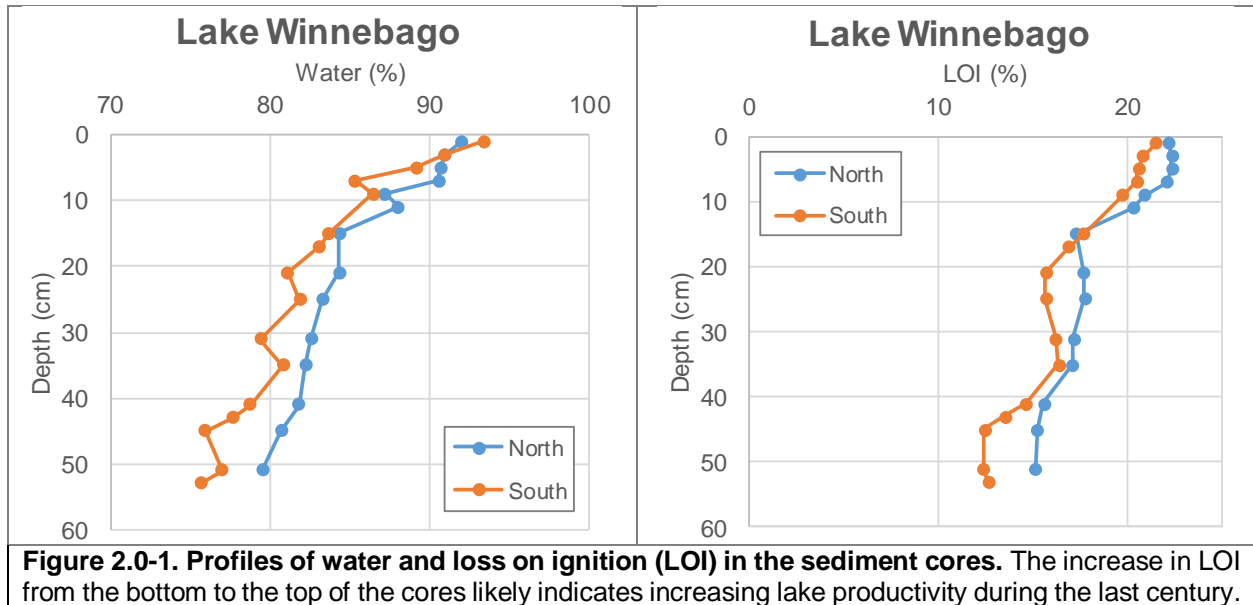 Lake Winnebago
Water (%)
70 80 90 100
0
10
20
30
40
50
60
Depth (cm)
North
South
Lake Winnebago
LOI (%)
0 10 20
0
10
20
30
40
50
60
Depth (cm)
North
South
Figure 2.0-1. Profiles of water and loss on ignition (LOI) in the sediment cores. The increase in LOI
from the bottom to the top of the cores likely indicates increasing lake productivity during the last century.